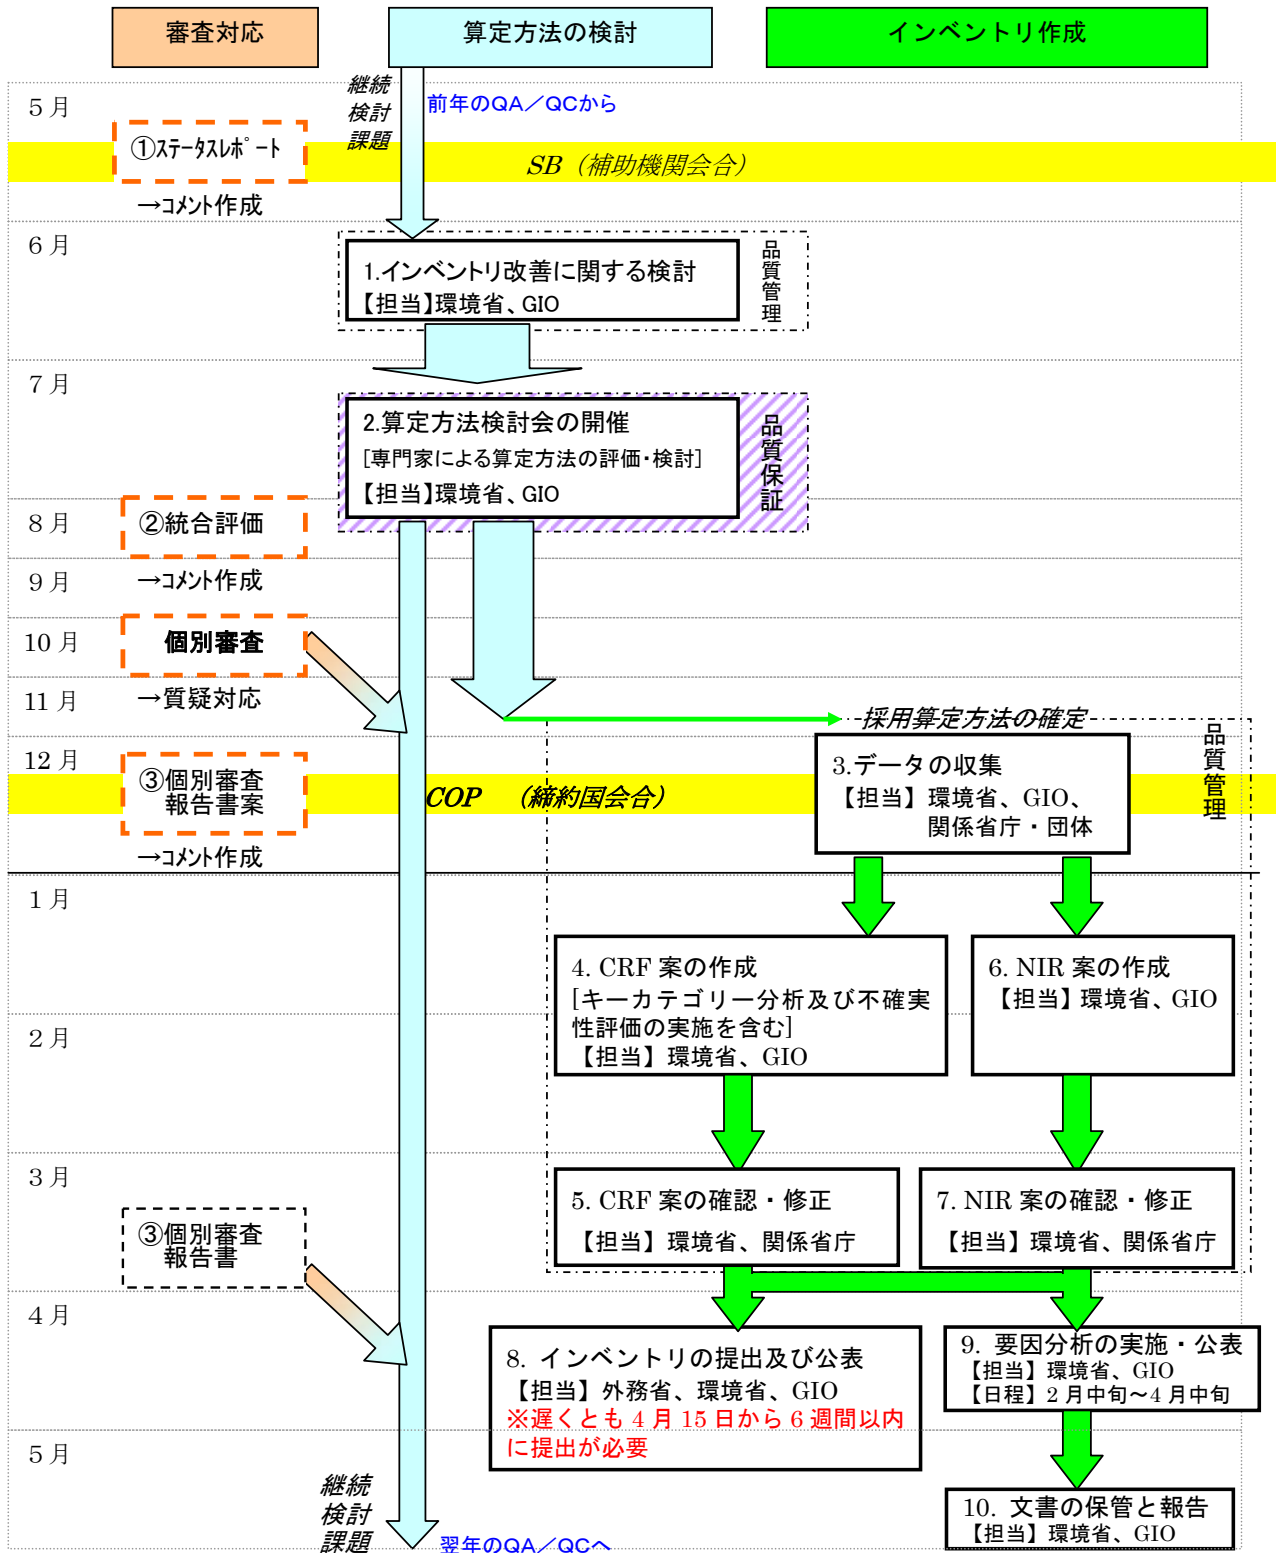 審査対応
算定方法の検討
インベントリ作成
継続
検討
課題
前年のQA／QCから
5 月
①ｽﾃｰﾀｽﾚﾎﾟｰﾄ
SB（補助機関会合）
→ｺﾒﾝﾄ作成
6 月
1.インベントリ改善に関する検討
【担当】環境省、GIO
品質管理
7 月
2.算定方法検討会の開催
[専門家による算定方法の評価・検討]
【担当】環境省、GIO
品質保証
8 月
②統合評価
9 月
→ｺﾒﾝﾄ作成
10 月
個別審査
11 月
→質疑対応
採用算定方法の確定
品質管理
12 月
③個別審査
報告書案
COP （締約国会合）
3.データの収集
【担当】環境省、GIO、
関係省庁・団体
→ｺﾒﾝﾄ作成
1 月
4. CRF 案の作成
[キーカテゴリー分析及び不確実
性評価の実施を含む]
【担当】環境省、GIO
6. NIR 案の作成
【担当】環境省、GIO
2 月
3 月
5. CRF 案の確認・修正
【担当】環境省、関係省庁
7. NIR 案の確認・修正
【担当】環境省、関係省庁
③個別審査
報告書
4 月
8. インベントリの提出及び公表
【担当】外務省、環境省、GIO
※遅くとも 4 月 15 日から 6 週間以内
に提出が必要
9. 要因分析の実施・公表
【担当】環境省、GIO
【日程】2 月中旬～4 月中旬
5 月
継続
検討
課題
翌年のQA／QCへ
10. 文書の保管と報告
【担当】環境省、GIO